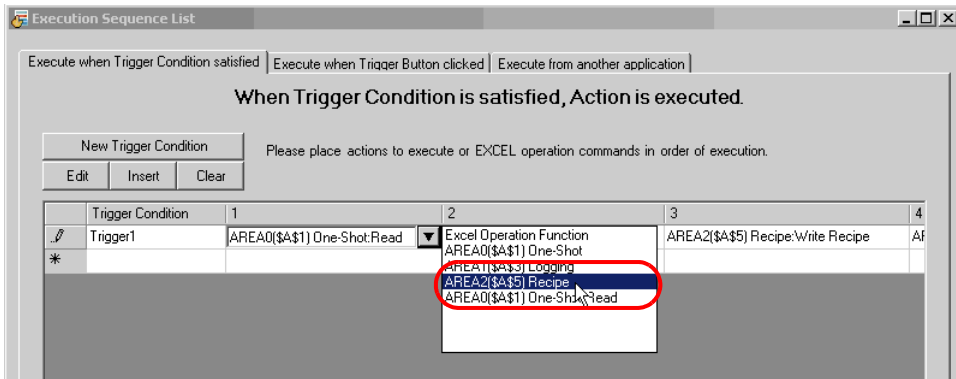 Execution Sequence List
Execute when Trigger Condition satisfied
Execute when Trigger Button clicked
Execute from another application
When Trigger Condition is satisfied, Action is executed.
New Trigger Condition
Please place actions to execute or EXCEL operation commands in order of execution.
Edit
Insert
Clear
Trigger Condition 1 2 3 4
Trigger1 AREA0($A$1) One-Shot:Read AREA2($A$5) Recipe:Write Recipe
Excel Operation Function
AREA0($A$1) One-Shot
AREA1($A$3) Logging
AREA2($A$5) Recipe
AREA0($A$1) One-Shot:Read